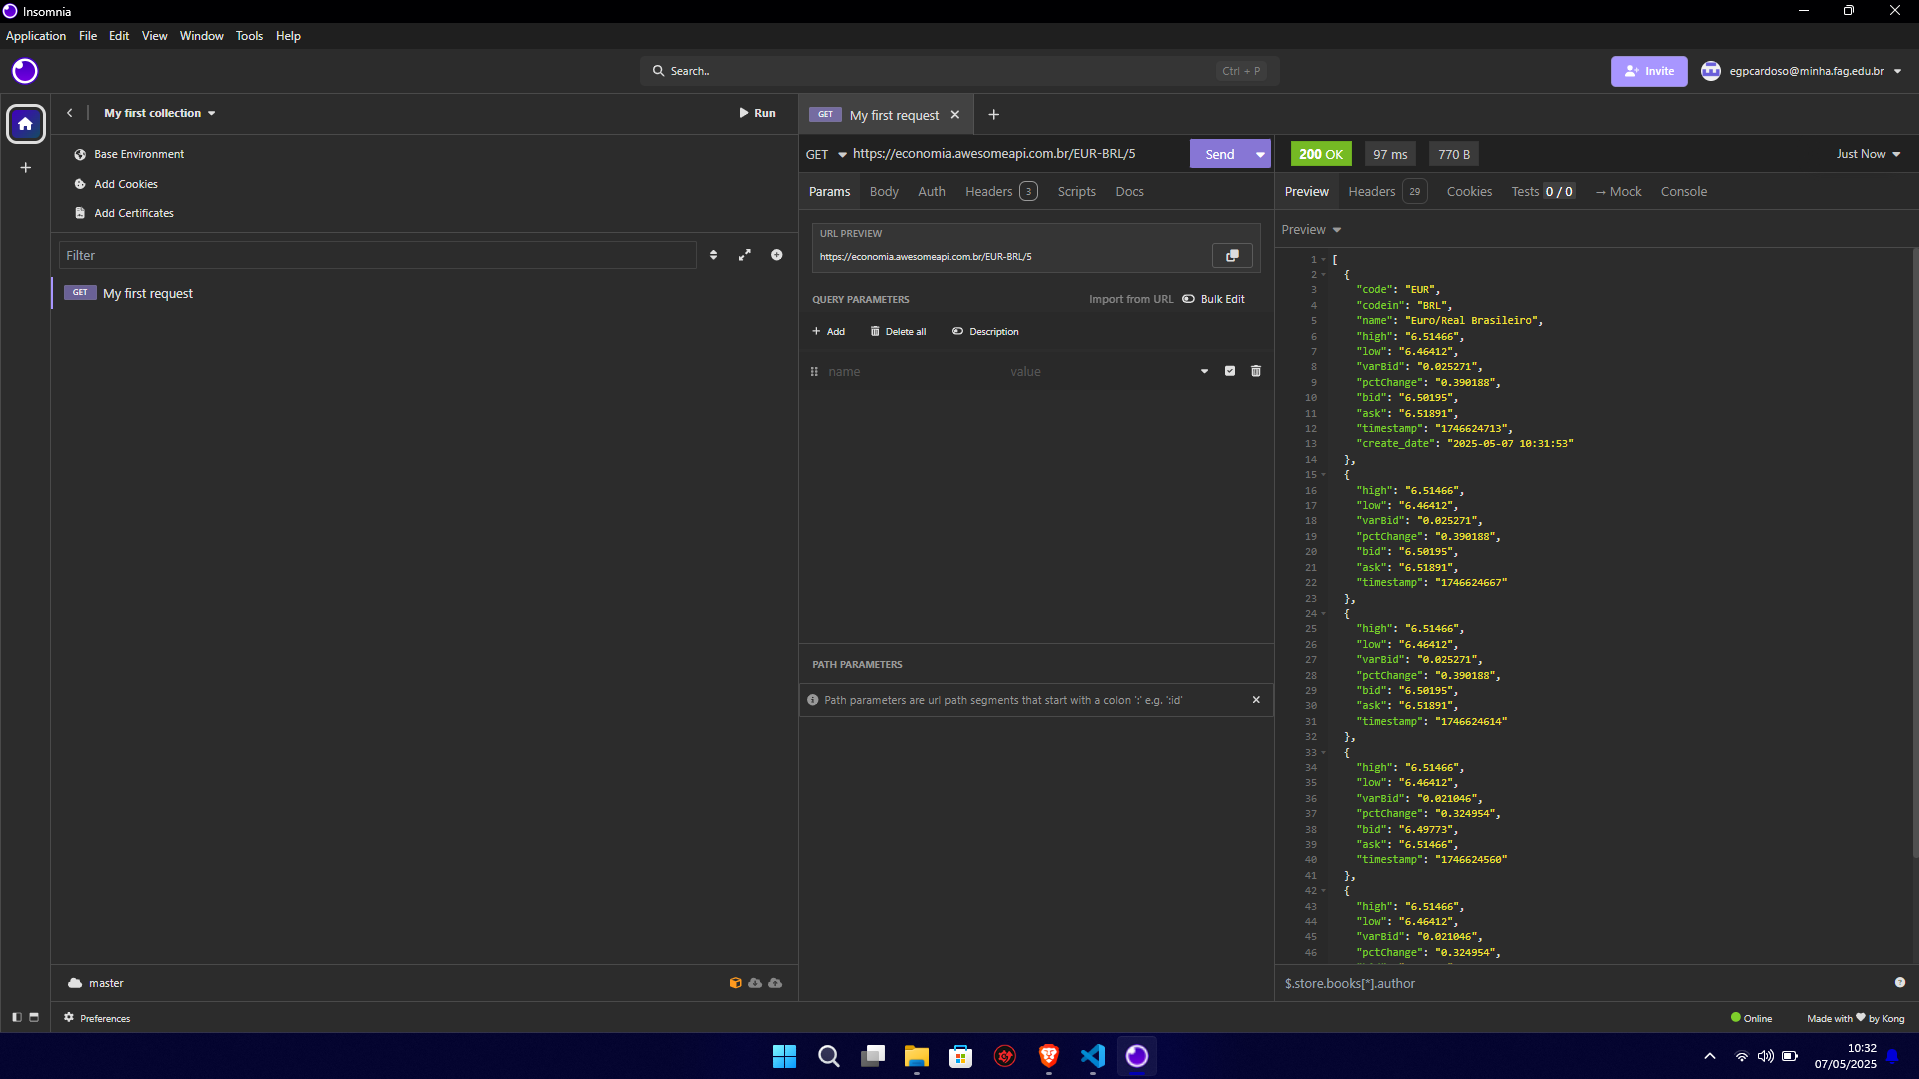 Insomnia
Application File Edit View Window Tools Help
Search.. Ctrl + P
Invite
egpcardoso@minha.fag.edu.br
My first collection
Run
Base Environment
Add Cookies
Add Certificates
Filter
GET My first request
master
Preferences
GET My first request
GET https://economia.awesomeapi.com.br/EUR-BRL/5 Send
Params Body Auth Headers 3 Scripts Docs
URL PREVIEW
https://economia.awesomeapi.com.br/EUR-BRL/5
QUERY PARAMETERS Import from URL Bulk Edit
+ Add Delete all Description
name value
PATH PARAMETERS
Path parameters are url path segments that start with a colon ':' e.g. ':id'
200 OK 97 ms 770 B Just Now
Preview Headers 29 Cookies Tests 0 / 0 → Mock Console
Preview
1 [
2 {
3 "code": "EUR",
4 "codein": "BRL",
5 "name": "Euro/Real Brasileiro",
6 "high": "6.51466",
7 "low": "6.46412",
8 "varBid": "0.025271",
9 "pctChange": "0.390188",
10 "bid": "6.50195",
11 "ask": "6.51891",
12 "timestamp": "1746624713",
13 "create_date": "2025-05-07 10:31:53"
14 },
15 {
16 "high": "6.51466",
17 "low": "6.46412",
18 "varBid": "0.025271",
19 "pctChange": "0.390188",
20 "bid": "6.50195",
21 "ask": "6.51891",
22 "timestamp": "1746624667"
23 },
24 {
25 "high": "6.51466",
26 "low": "6.46412",
27 "varBid": "0.025271",
28 "pctChange": "0.390188",
29 "bid": "6.50195",
30 "ask": "6.51891",
31 "timestamp": "1746624614"
32 },
33 {
34 "high": "6.51466",
35 "low": "6.46412",
36 "varBid": "0.021046",
37 "pctChange": "0.324954",
38 "bid": "6.49773",
39 "ask": "6.51466",
40 "timestamp": "1746624560"
41 },
42 {
43 "high": "6.51466",
44 "low": "6.46412",
45 "varBid": "0.021046",
46 "pctChange": "0.324954",
$.store.books[*].author
Online
Made with ♥ by Kong
10:32
07/05/2025